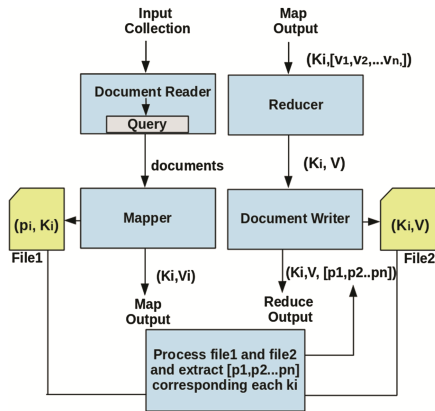 Input
Collection
Document Reader
Query
documents
(pi, Ki)
File1
Mapper
(Ki,Vi)
Map
Output
Map
Output
(Ki,[v1,v2,...vn,])
Reducer
(Ki, V)
Document Writer
(Ki,V)
File2
(Ki,V, [p1,p2..pn])
Reduce
Output
Process file1 and file2
and extract [p1,p2...pn]
corresponding each ki